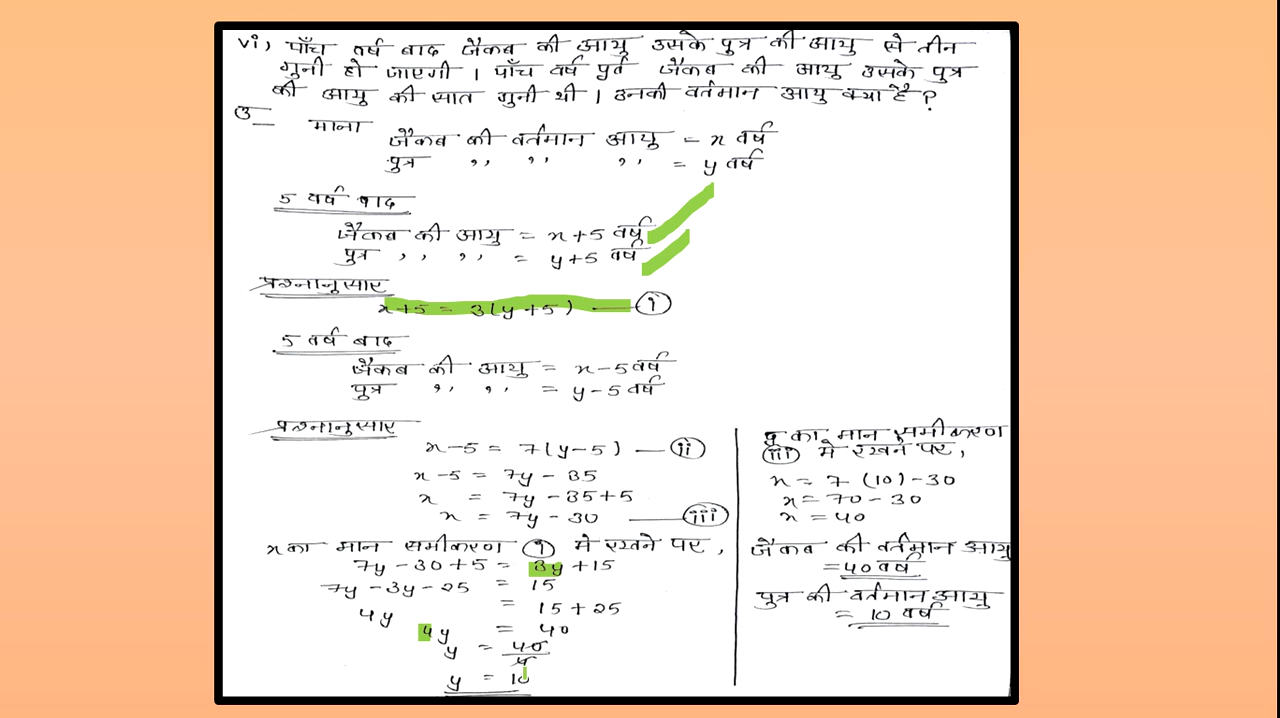 vi) पाँच वर्ष बाद जैकब की आयु उसके पुत्र की आयु से तीन
गुनी हो जाएगी । पाँच वर्ष पुर्व जैकब की आयु उसके पुत्र
की आयु की सात गुनी थी । उनकी वर्तमान आयु क्या है ?
उ— माना
जैकब की वर्तमान आयु = x वर्ष
पुत्र ,, ,, ,, = y वर्ष
5 वर्ष बाद
जैकब की आयु = x+5 वर्ष
पुत्र ,, ,, = y+5 वर्ष
प्रश्नानुसार
x+5 = 3(y+5) — (i)
5 वर्ष बाद
जैकब की आयु = x-5 वर्ष
पुत्र ,, ,, = y-5 वर्ष
प्रश्नानुसार
x-5 = 7(y-5) — (ii)
x-5 = 7y - 35
x = 7y - 35+5
x = 7y - 30 — (iii)
x का मान समीकरण (i) मे रखने पर,
7y - 30 + 5 = 3y + 15
7y - 3y - 25 = 15
4y = 15 + 25
4y = 40
y = 40/4
y = 10
y का मान समीकरण
(iii) मे रखने पर,
x = 7 (10) - 30
x = 70 - 30
x = 40
जैकब की वर्तमान आयु
= 40 वर्ष
पुत्र की वर्तमान आयु
= 10 वर्ष